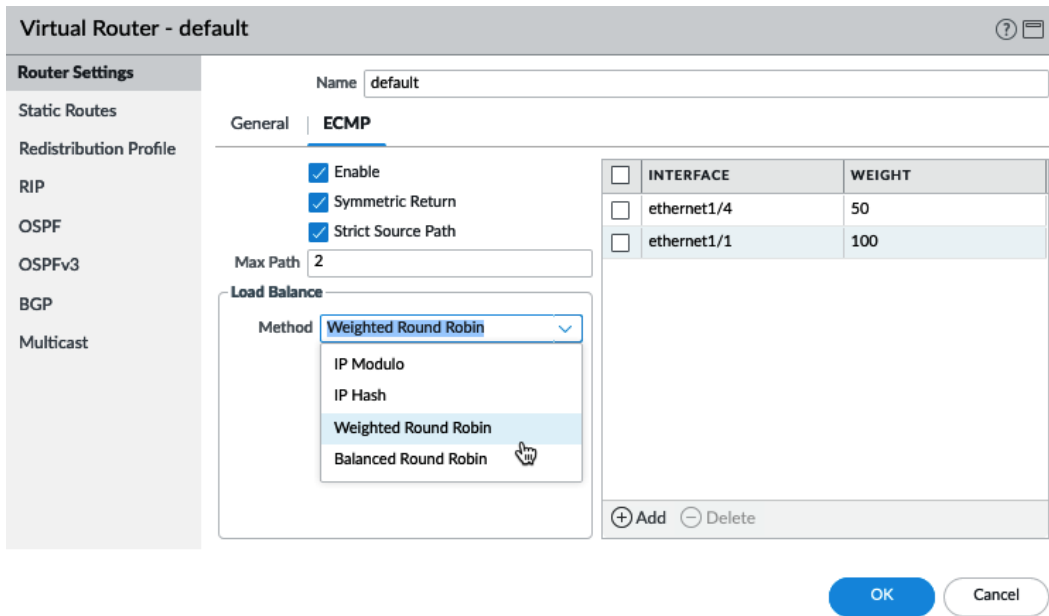 Virtual Router - default
?
Router Settings
Static Routes
Redistribution Profile
RIP
OSPF
OSPFv3
BGP
Multicast
Name default
General ECMP
Enable
Symmetric Return
Strict Source Path
Max Path 2
Load Balance
Method Weighted Round Robin
IP Modulo
IP Hash
Weighted Round Robin
Balanced Round Robin
INTERFACE WEIGHT
ethernet1/4 50
ethernet1/1 100
Add Delete
OK Cancel